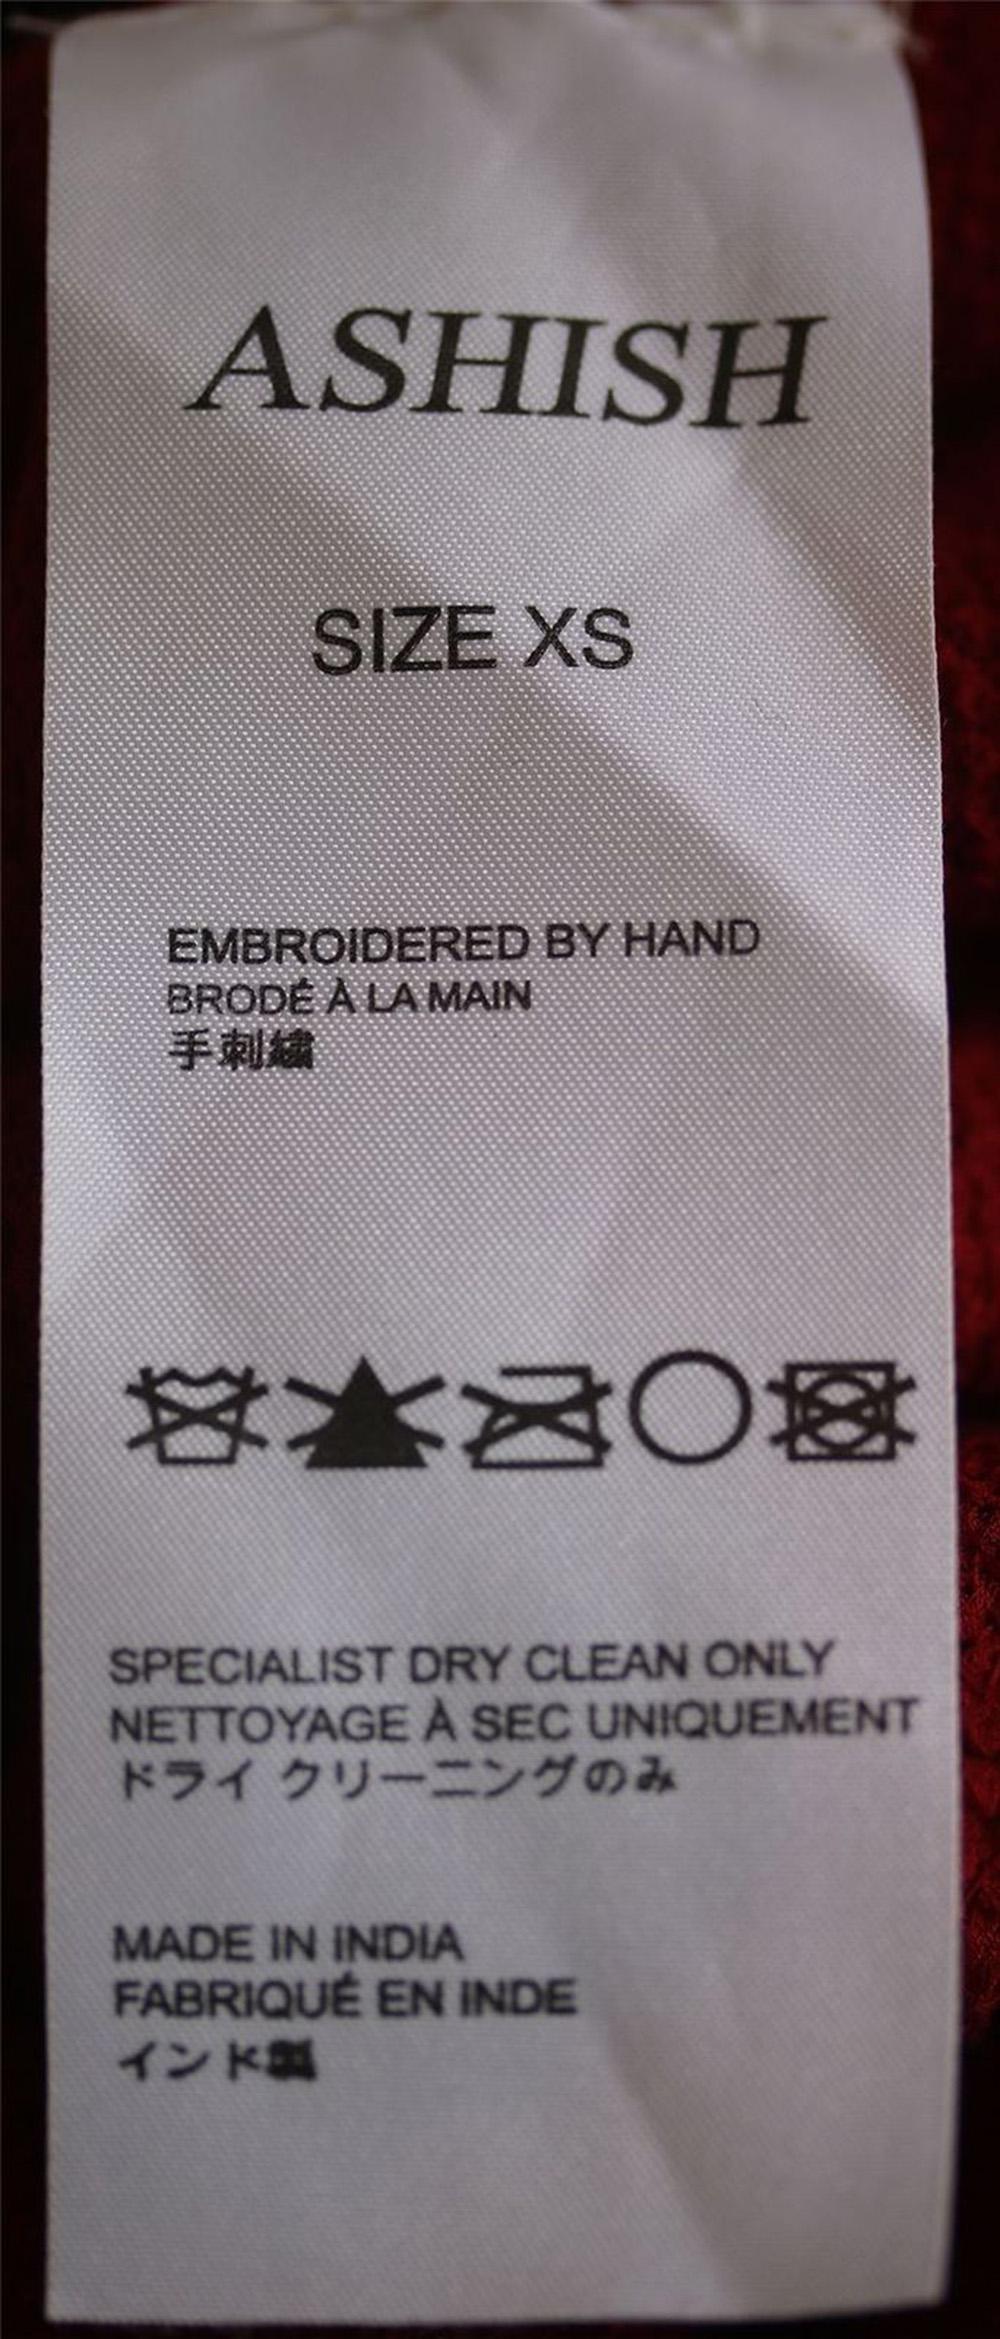 ASHISH
SIZE XS
EMBROIDERED BY HAND
BRODÉ À LA MAIN
手刺繍
SPECIALIST DRY CLEAN ONLY
NETTOYAGE À SEC UNIQUEMENT
ドライ クリーニングのみ
MADE IN INDIA
FABRIQUÉ EN INDE
インド製